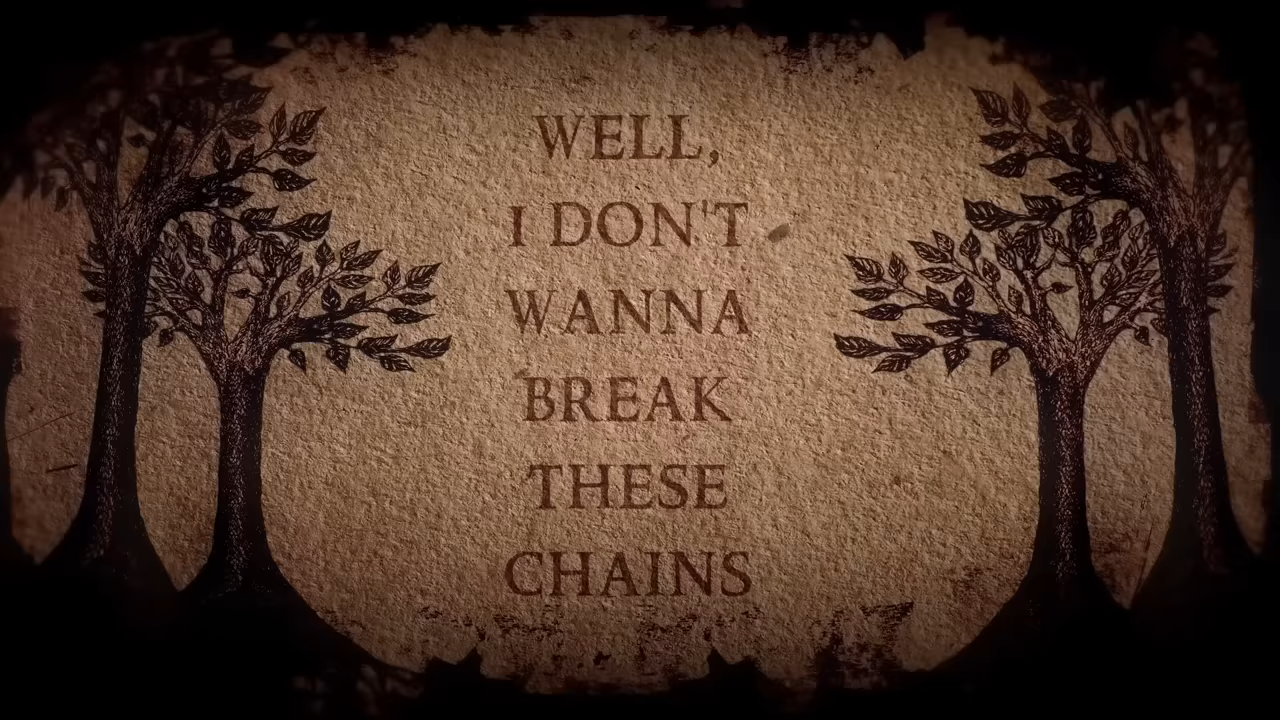 WELL,
I DON'T
WANNA
BREAK
THESE
CHAINS